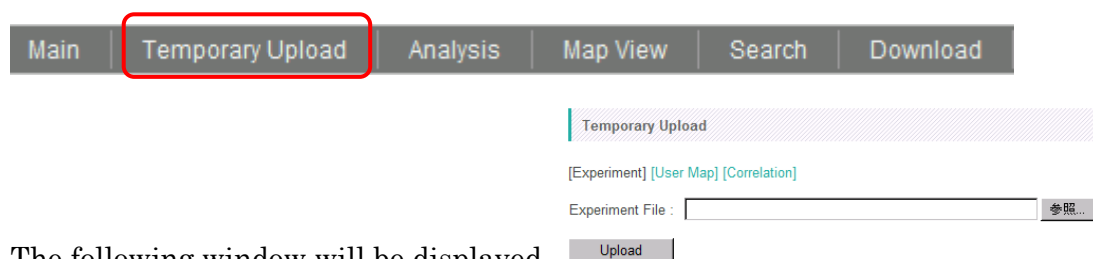 Main Temporary Upload Analysis Map View Search Download
Temporary Upload
[Experiment] [User Map] [Correlation]
Experiment File : 参照...
Upload
The following window will be displayed